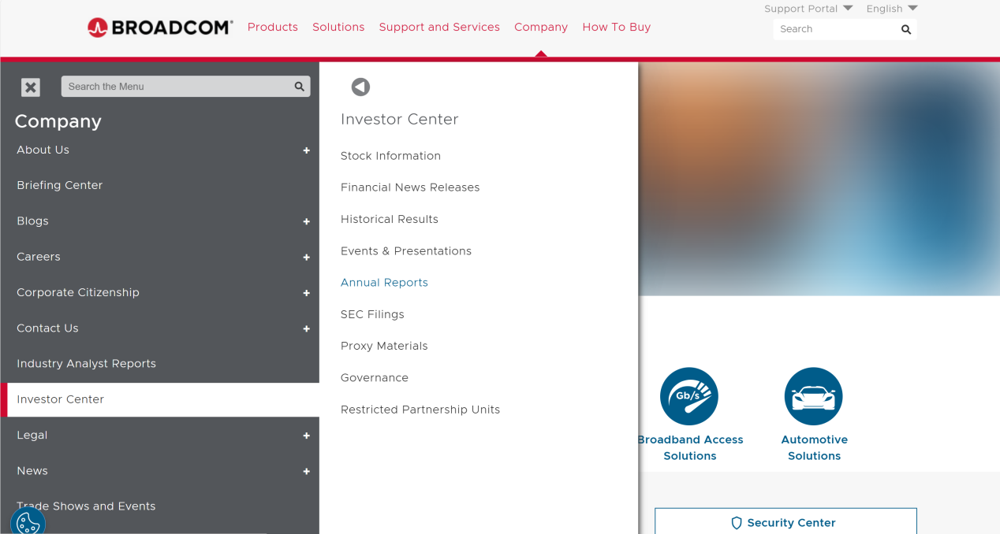 Support Portal
English
BROADCOM®
Products
Solutions
Support and Services
Company
How To Buy
Search
Search the Menu
Company
About Us
Briefing Center
Blogs
Careers
Corporate Citizenship
Contact Us
Industry Analyst Reports
Investor Center
Legal
News
Trade Shows and Events
Investor Center
Stock Information
Financial News Releases
Historical Results
Events & Presentations
Annual Reports
SEC Filings
Proxy Materials
Governance
Restricted Partnership Units
Gb/s
Broadband Access
Solutions
Automotive
Solutions
Security Center